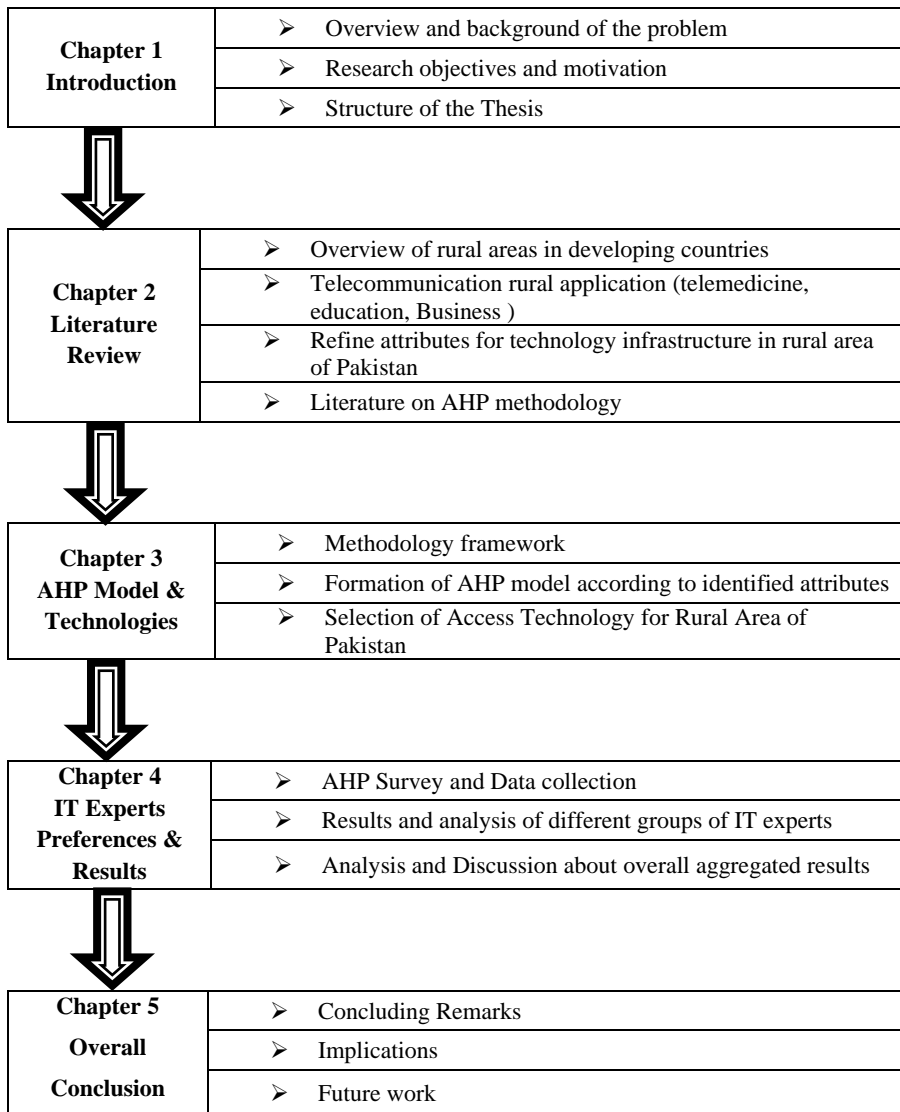 Chapter 1
Introduction
➢ Overview and background of the problem
➢ Research objectives and motivation
➢ Structure of the Thesis
Chapter 2
Literature
Review
➢ Overview of rural areas in developing countries
➢ Telecommunication rural application (telemedicine,
education, Business )
➢ Refine attributes for technology infrastructure in rural area
of Pakistan
➢ Literature on AHP methodology
Chapter 3
AHP Model &
Technologies
➢ Methodology framework
➢ Formation of AHP model according to identified attributes
➢ Selection of Access Technology for Rural Area of
Pakistan
Chapter 4
IT Experts
Preferences &
Results
➢ AHP Survey and Data collection
➢ Results and analysis of different groups of IT experts
➢ Analysis and Discussion about overall aggregated results
Chapter 5
Overall
Conclusion
➢ Concluding Remarks
➢ Implications
➢ Future work